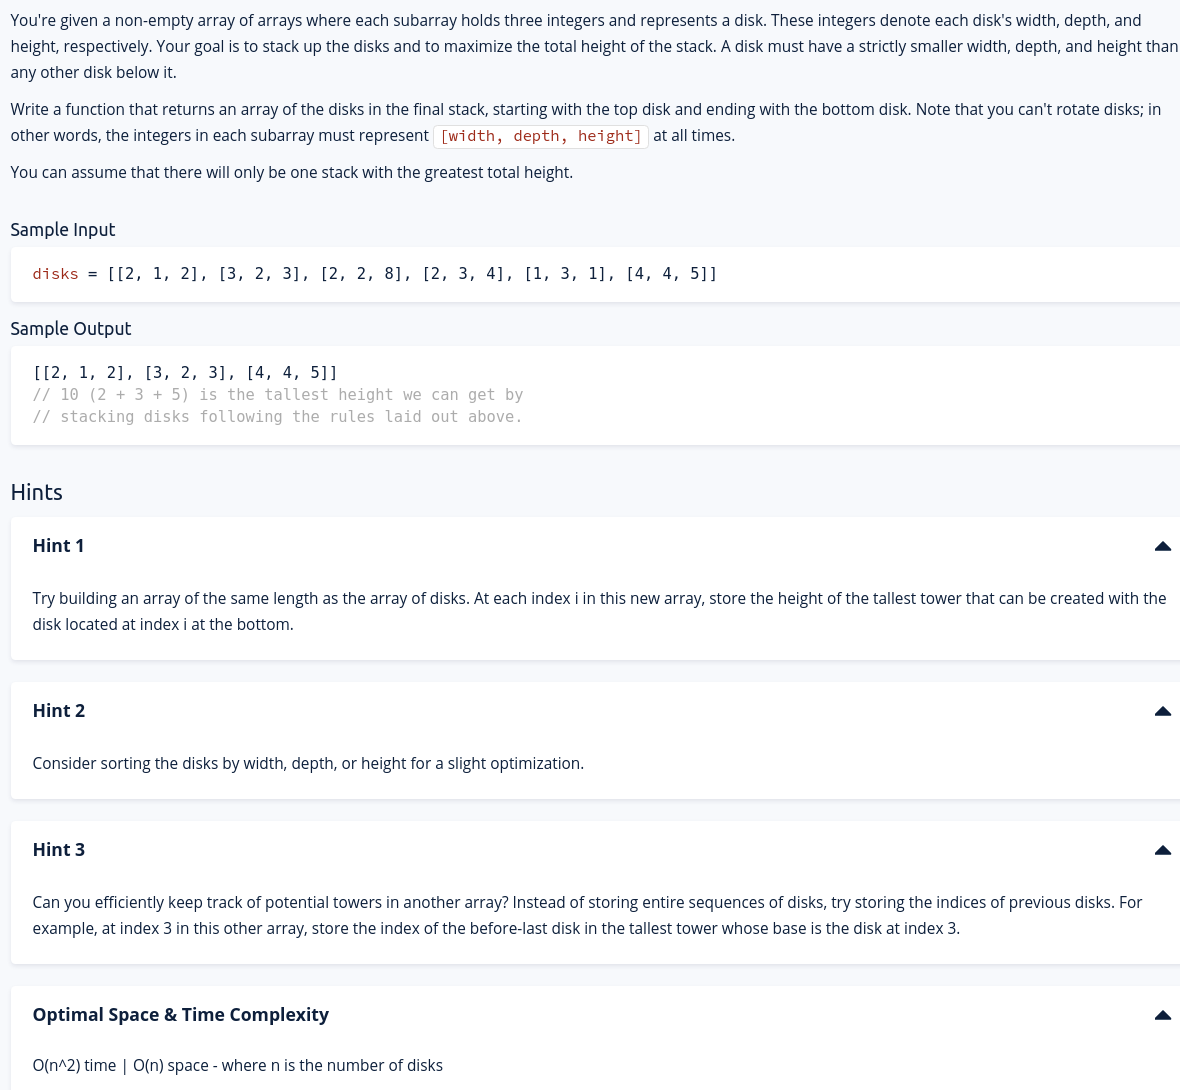 You're given a non-empty array of arrays where each subarray holds three integers and represents a disk. These integers denote each disk's width, depth, and
height, respectively. Your goal is to stack up the disks and to maximize the total height of the stack. A disk must have a strictly smaller width, depth, and height than
any other disk below it.
Write a function that returns an array of the disks in the final stack, starting with the top disk and ending with the bottom disk. Note that you can't rotate disks; in
other words, the integers in each subarray must represent [width, depth, height] at all times.
You can assume that there will only be one stack with the greatest total height.
Sample Input
disks = [[2, 1, 2], [3, 2, 3], [2, 2, 8], [2, 3, 4], [1, 3, 1], [4, 4, 5]]
Sample Output
[[2, 1, 2], [3, 2, 3], [4, 4, 5]]
// 10 (2 + 3 + 5) is the tallest height we can get by
// stacking disks following the rules laid out above.
Hints
Hint 1
Try building an array of the same length as the array of disks. At each index i in this new array, store the height of the tallest tower that can be created with the
disk located at index i at the bottom.
Hint 2
Consider sorting the disks by width, depth, or height for a slight optimization.
Hint 3
Can you efficiently keep track of potential towers in another array? Instead of storing entire sequences of disks, try storing the indices of previous disks. For
example, at index 3 in this other array, store the index of the before-last disk in the tallest tower whose base is the disk at index 3.
Optimal Space & Time Complexity
O(n^2) time | O(n) space - where n is the number of disks